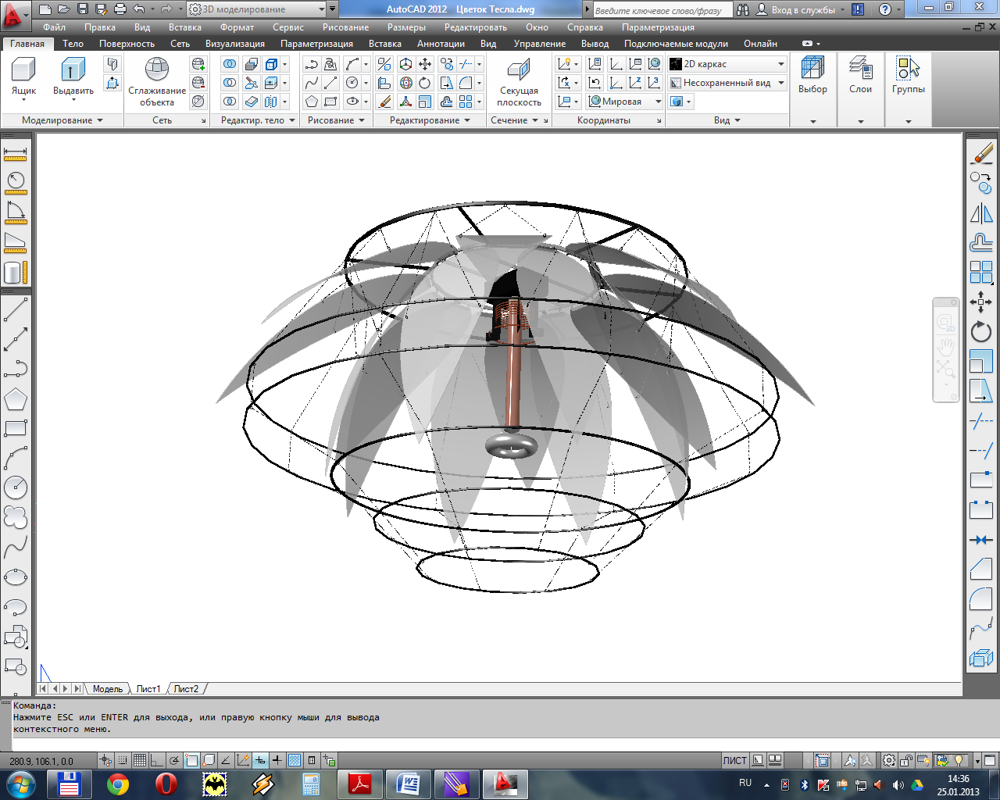 3D моделирование
AutoCAD 2012 Цветок Тесла.dwg
Введите ключевое слово/фразу
Вход в службы
Файл Правка Вид Вставка Формат Сервис Рисование Размеры Редактировать Окно Справка Параметризация
Главная Тело Поверхность Сеть Визуализация Параметризация Вставка Аннотации Вид Управление Вывод Подключаемые модули Онлайн
Ящик
Выдавить
Сглаживание
объекта
Секущая
плоскость
Мировая
2D каркас
Несохраненный вид
Выбор
Слои
Группы
Моделирование Сеть Редактир. тело Рисование Редактирование Сечение Координаты Вид
2D
Модель Лист1 Лист2
Команда:
Нажмите ESC или ENTER для выхода, или правую кнопку мыши для вывода
контекстного меню.
280.9, 106.1, 0.0
ЛИСТ
RU
14:36
25.01.2013